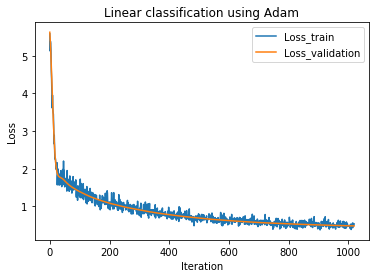 Linear classification using Adam
Loss_train
Loss_validation
Loss
5
4
3
2
1
0
200
400
600
800
1000
Iteration